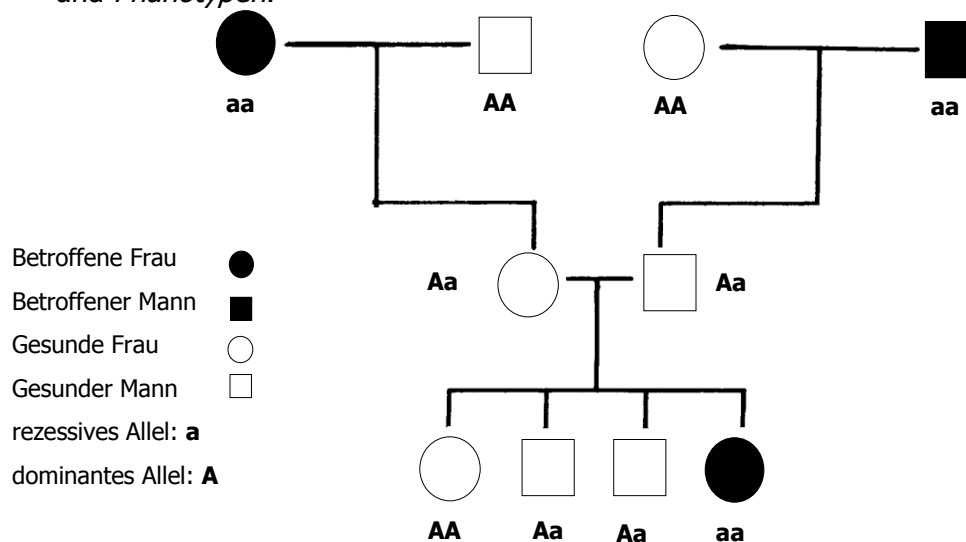 und Phänotypen.
aa
AA
AA
aa
Betroffene Frau
Betroffener Mann
Gesunde Frau
Gesunder Mann
rezessives Allel: a
dominantes Allel: A
Aa
Aa
AA
Aa
Aa
aa